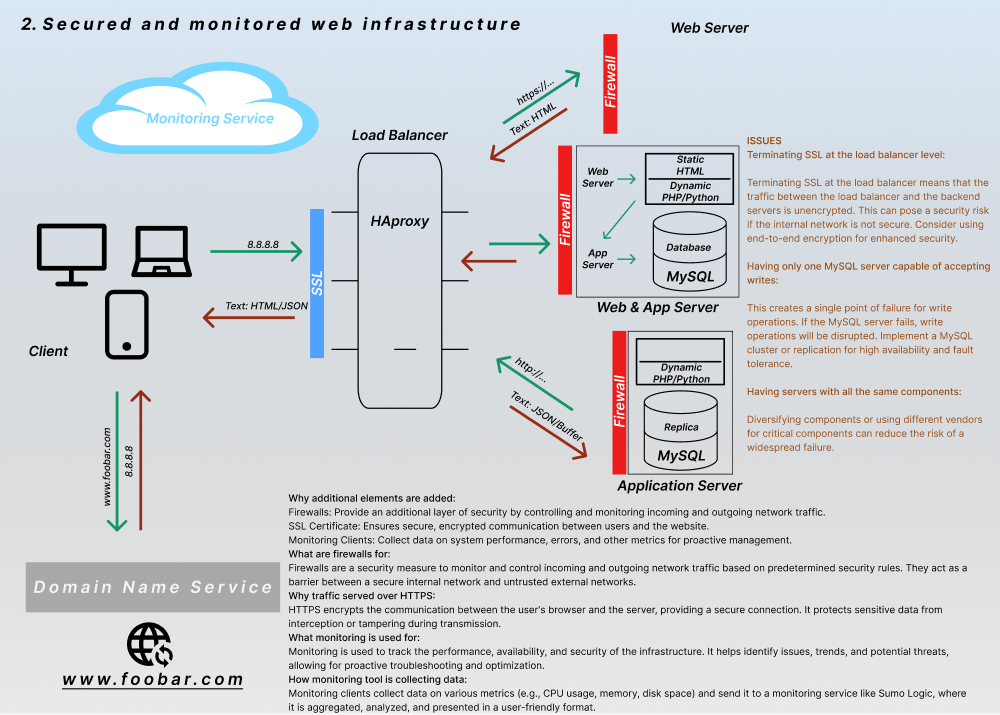 2. Secured and monitored web infrastructure
Web Server
Monitoring Service
Firewall
https://...
Text: HTML
Load Balancer
HAproxy
SSL
8.8.8.8
Text: HTML/JSON
Client
Firewall
Web
Server
App
Server
Static
HTML
Dynamic
PHP/Python
Database
MySQL
Web & App Server
http://...
Text: JSON/Buffer
Firewall
Dynamic
PHP/Python
Replica
MySQL
Application Server
ISSUES
Terminating SSL at the load balancer level:
Terminating SSL at the load balancer means that the
traffic between the load balancer and the backend
servers is unencrypted. This can pose a security risk
if the internal network is not secure. Consider using
end-to-end encryption for enhanced security.
Having only one MySQL server capable of accepting
writes:
This creates a single point of failure for write
operations. If the MySQL server fails, write
operations will be disrupted. Implement a MySQL
cluster or replication for high availability and fault
tolerance.
Having servers with all the same components:
Diversifying components or using different vendors
for critical components can reduce the risk of a
widespread failure.
www.foobar.com
8.8.8.8
Domain Name Service
www.foobar.com
Why additional elements are added:
Firewalls: Provide an additional layer of security by controlling and monitoring incoming and outgoing network traffic.
SSL Certificate: Ensures secure, encrypted communication between users and the website.
Monitoring Clients: Collect data on system performance, errors, and other metrics for proactive management.
What are firewalls for:
Firewalls are a security measure to monitor and control incoming and outgoing network traffic based on predetermined security rules. They act as a
barrier between a secure internal network and untrusted external networks.
Why traffic served over HTTPS:
HTTPS encrypts the communication between the user's browser and the server, providing a secure connection. It protects sensitive data from
interception or tampering during transmission.
What monitoring is used for:
Monitoring is used to track the performance, availability, and security of the infrastructure. It helps identify issues, trends, and potential threats,
allowing for proactive troubleshooting and optimization.
How monitoring tool is collecting data:
Monitoring clients collect data on various metrics (e.g., CPU usage, memory, disk space) and send it to a monitoring service like Sumo Logic, where
it is aggregated, analyzed, and presented in a user-friendly format.